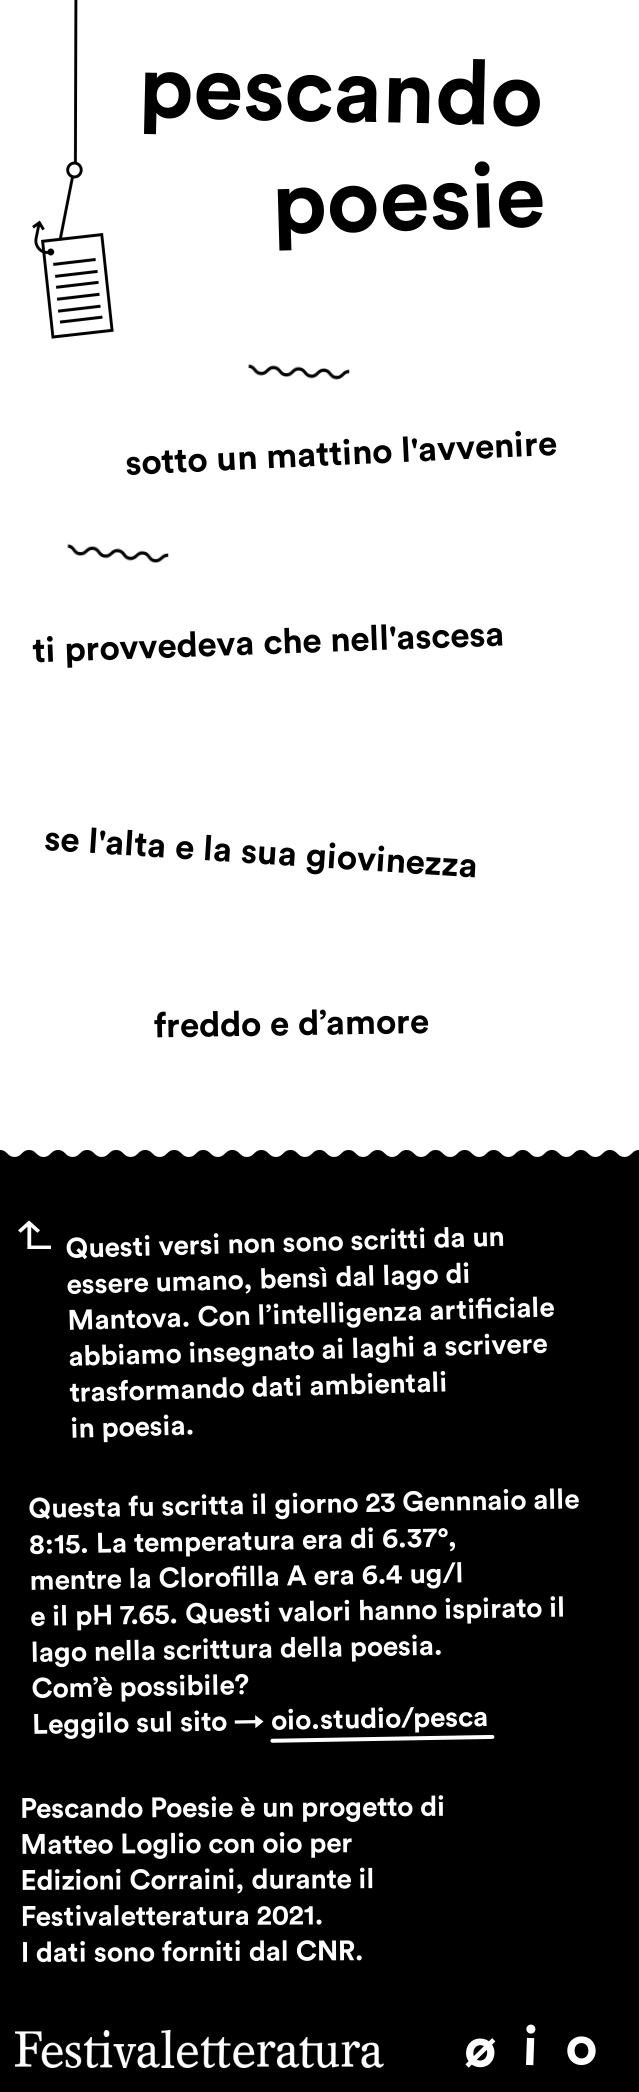 pescando
poesie
sotto un mattino l'avvenire
ti provvedeva che nell'ascesa
se l'alta e la sua giovinezza
freddo e d’amore
Questi versi non sono scritti da un
essere umano, bensì dal lago di
Mantova. Con l’intelligenza artificiale
abbiamo insegnato ai laghi a scrivere
trasformando dati ambientali
in poesia.
Questa fu scritta il giorno 23 Gennnaio alle
8:15. La temperatura era di 6.37°,
mentre la Clorofilla A era 6.4 ug/l
e il pH 7.65. Questi valori hanno ispirato il
lago nella scrittura della poesia.
Com’è possibile?
Leggilo sul sito → oio.studio/pesca
Pescando Poesie è un progetto di
Matteo Loglio con oio per
Edizioni Corraini, durante il
Festivaletteratura 2021.
I dati sono forniti dal CNR.
Festivaletteratura ø i o